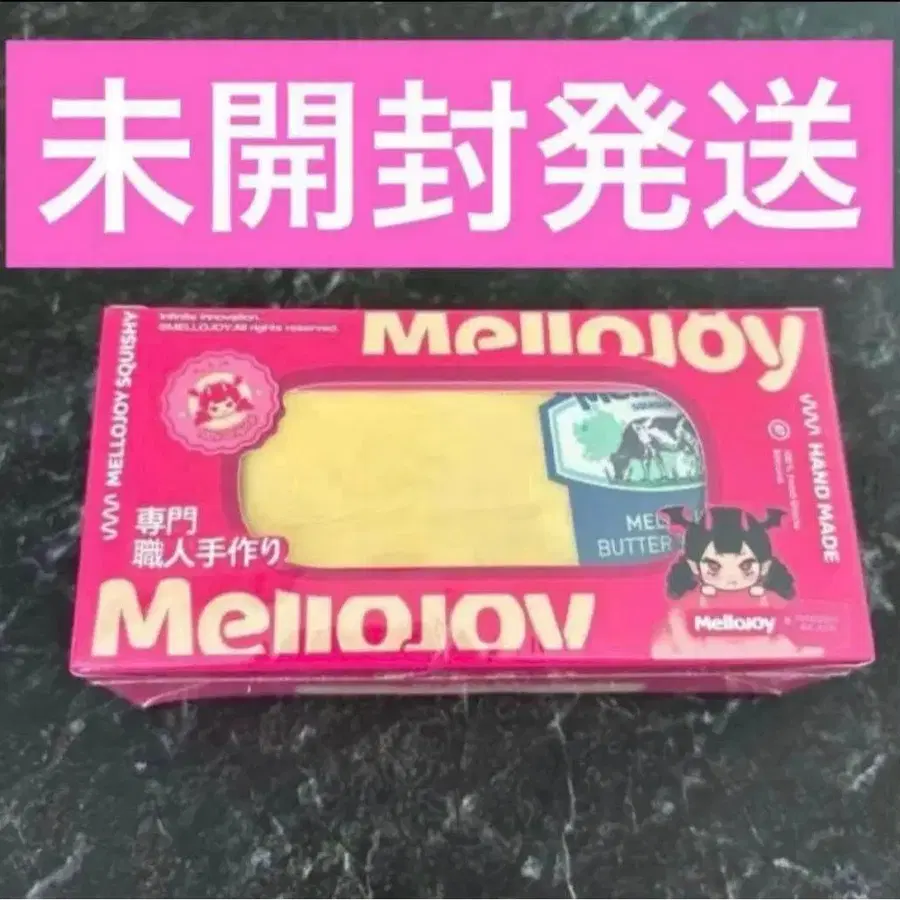 未開封発送
Infinite Innovation.
@MELLOJOY.All rights reserved.
Mellojoy
MELLOJOY SQUISHY
HAND MADE
MEL
BUTTER
専門
職人手作り
Mellojoy
Mellojoy